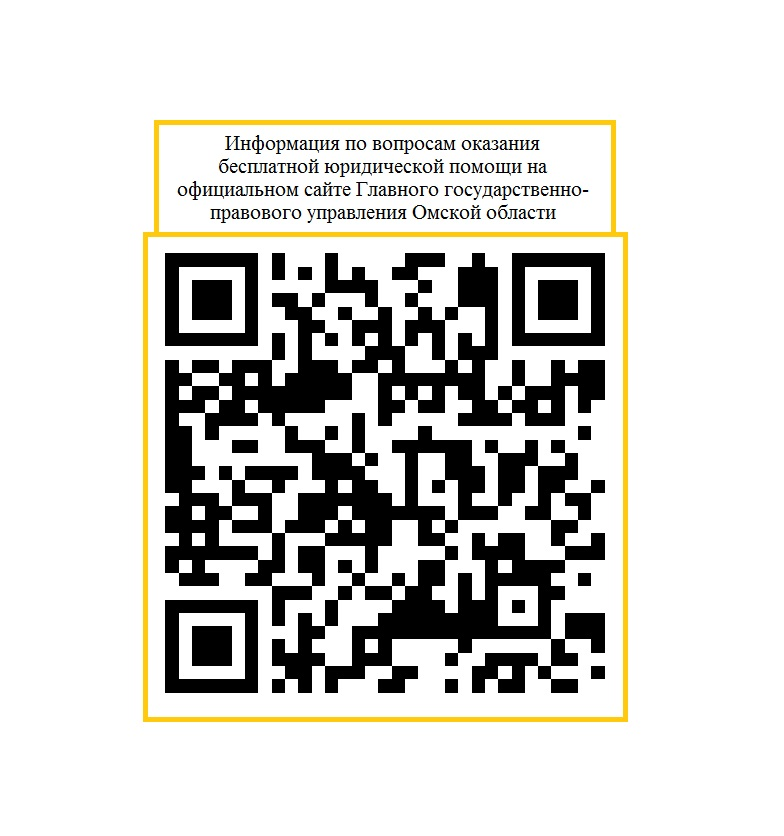 Информация по вопросам оказания
бесплатной юридической помощи на
официальном сайте Главного государственно-
правового управления Омской области